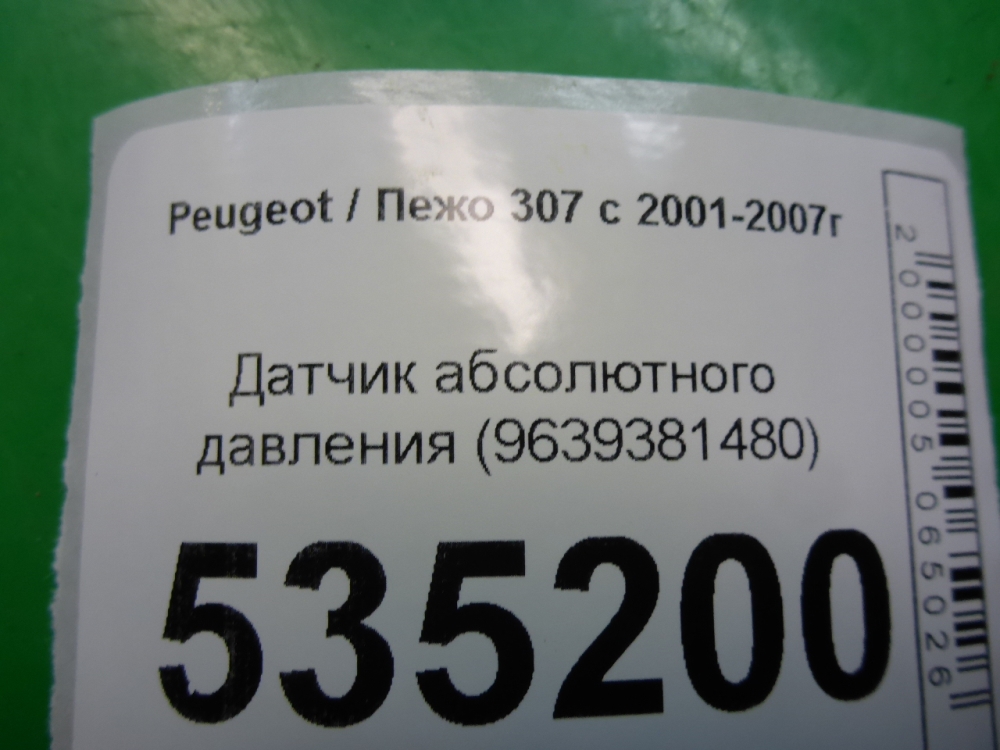 Peugeot / Пежо 307 с 2001-2007г
Датчик абсолютного
давления (9639381480)
535200
2000005065026